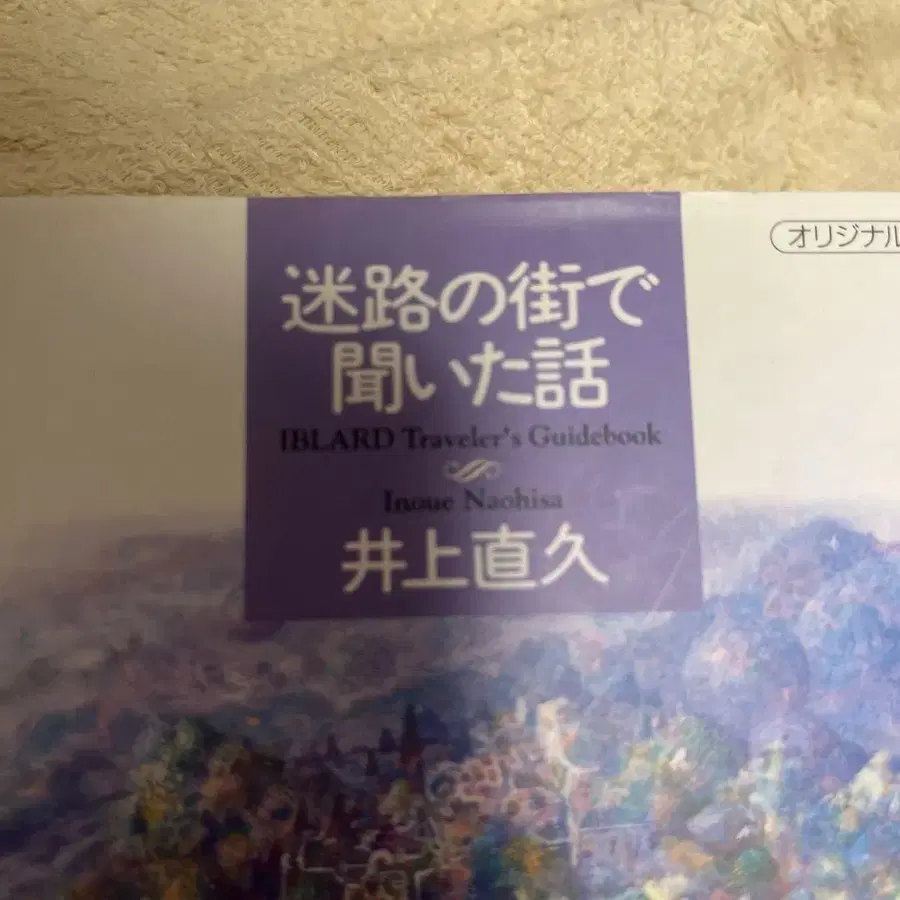 オリジナル
迷路の街で
聞いた話
IBLARD Traveler's Guidebook
Inoue Naohisa
井上直久